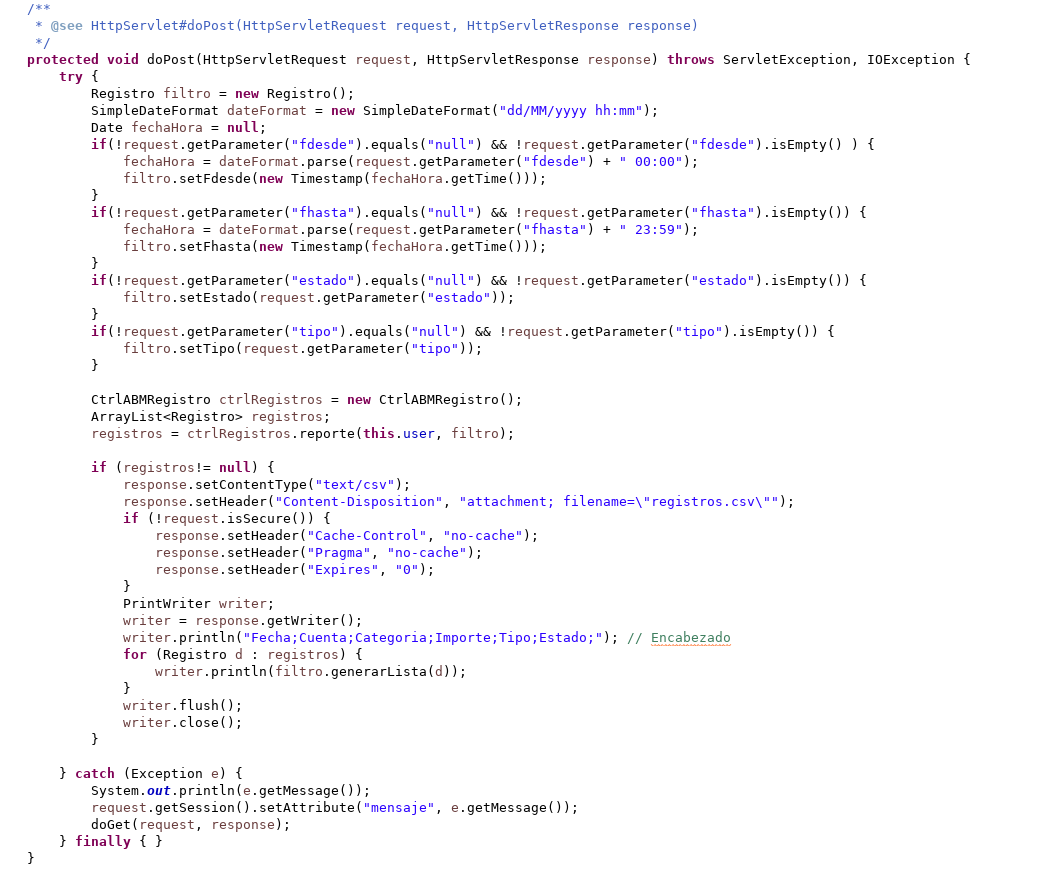 /**
 * @see HttpServlet#doPost(HttpServletRequest request, HttpServletResponse response)
 */
protected void doPost(HttpServletRequest request, HttpServletResponse response) throws ServletException, IOException {
    try {
        Registro filtro = new Registro();
        SimpleDateFormat dateFormat = new SimpleDateFormat("dd/MM/yyyy hh:mm");
        Date fechaHora = null;
        if(!request.getParameter("fdesde").equals("null") && !request.getParameter("fdesde").isEmpty() ) {
            fechaHora = dateFormat.parse(request.getParameter("fdesde") + " 00:00");
            filtro.setFdesde(new Timestamp(fechaHora.getTime()));
        }
        if(!request.getParameter("fhasta").equals("null") && !request.getParameter("fhasta").isEmpty()) {
            fechaHora = dateFormat.parse(request.getParameter("fhasta") + " 23:59");
            filtro.setFhasta(new Timestamp(fechaHora.getTime()));
        }
        if(!request.getParameter("estado").equals("null") && !request.getParameter("estado").isEmpty()) {
            filtro.setEstado(request.getParameter("estado"));
        }
        if(!request.getParameter("tipo").equals("null") && !request.getParameter("tipo").isEmpty()) {
            filtro.setTipo(request.getParameter("tipo"));
        }

        CtrlABMRegistro ctrlRegistros = new CtrlABMRegistro();
        ArrayList<Registro> registros;
        registros = ctrlRegistros.reporte(this.user, filtro);

        if (registros!= null) {
            response.setContentType("text/csv");
            response.setHeader("Content-Disposition", "attachment; filename=\"registros.csv\"");
            if (!request.isSecure()) {
                response.setHeader("Cache-Control", "no-cache");
                response.setHeader("Pragma", "no-cache");
                response.setHeader("Expires", "0");
            }
            PrintWriter writer;
            writer = response.getWriter();
            writer.println("Fecha;Cuenta;Categoria;Importe;Tipo;Estado;"); // Encabezado
            for (Registro d : registros) {
                writer.println(filtro.generarLista(d));
            }
            writer.flush();
            writer.close();
        }

    } catch (Exception e) {
        System.out.println(e.getMessage());
        request.getSession().setAttribute("mensaje", e.getMessage());
        doGet(request, response);
    } finally { }
}